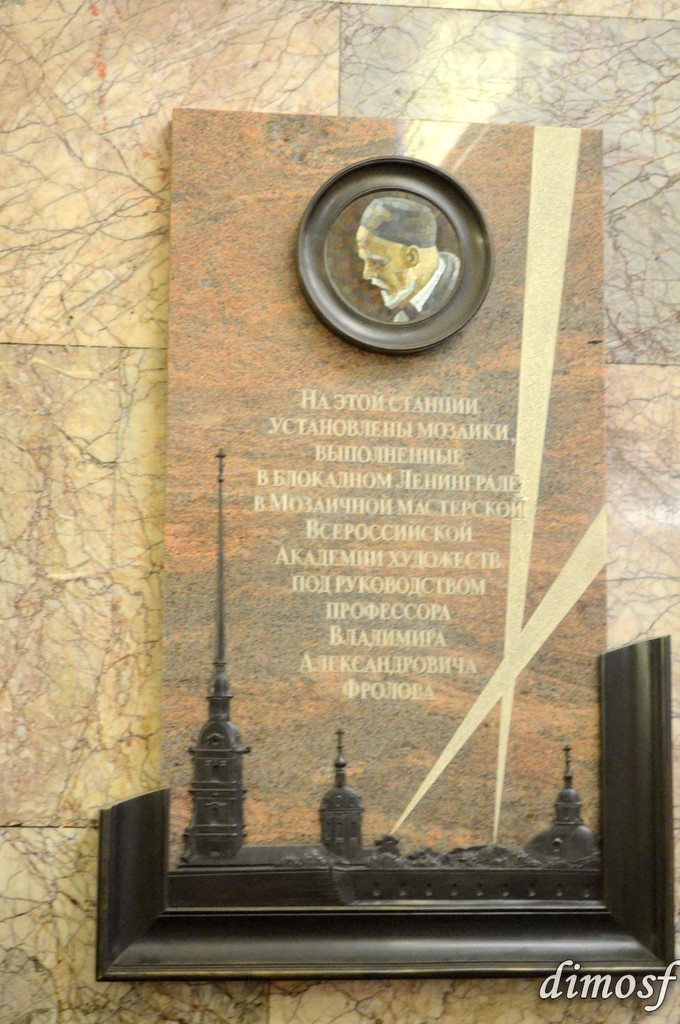 На этой станции
установлены мозаики,
выполненные
в блокадном Ленинграде
в Мозаичной мастерской
Всероссийской
Академии художеств
под руководством
профессора
Владимира
Александровича
Фролова
dimosf